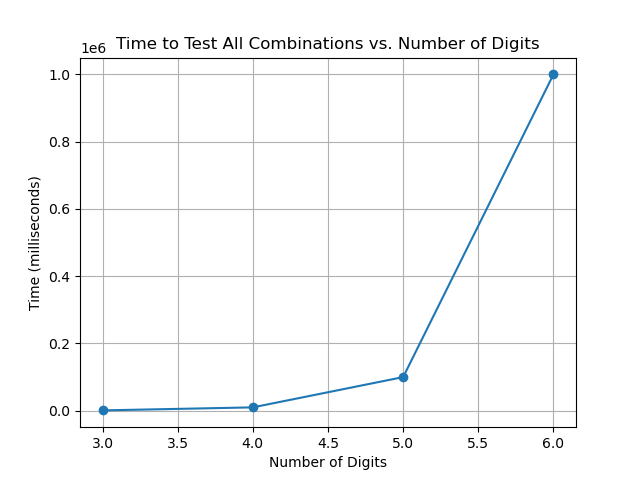 Time to Test All Combinations vs. Number of Digits
1e6
1.0
0.8
0.6
0.4
0.2
0.0
Time (milliseconds)
3.0 3.5 4.0 4.5 5.0 5.5 6.0
Number of Digits